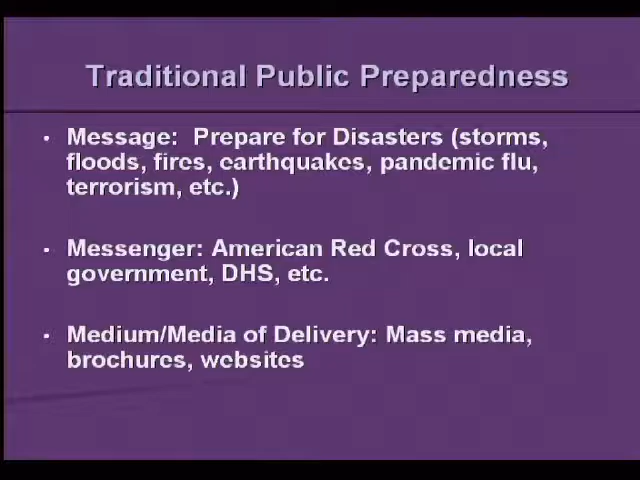 Traditional Public Preparedness
• Message:  Prepare for Disasters (storms,
floods, fires, earthquakes, pandemic flu,
terrorism, etc.)
• Messenger: American Red Cross, local
government, DHS, etc.
• Medium/Media of Delivery: Mass media,
brochures, websites